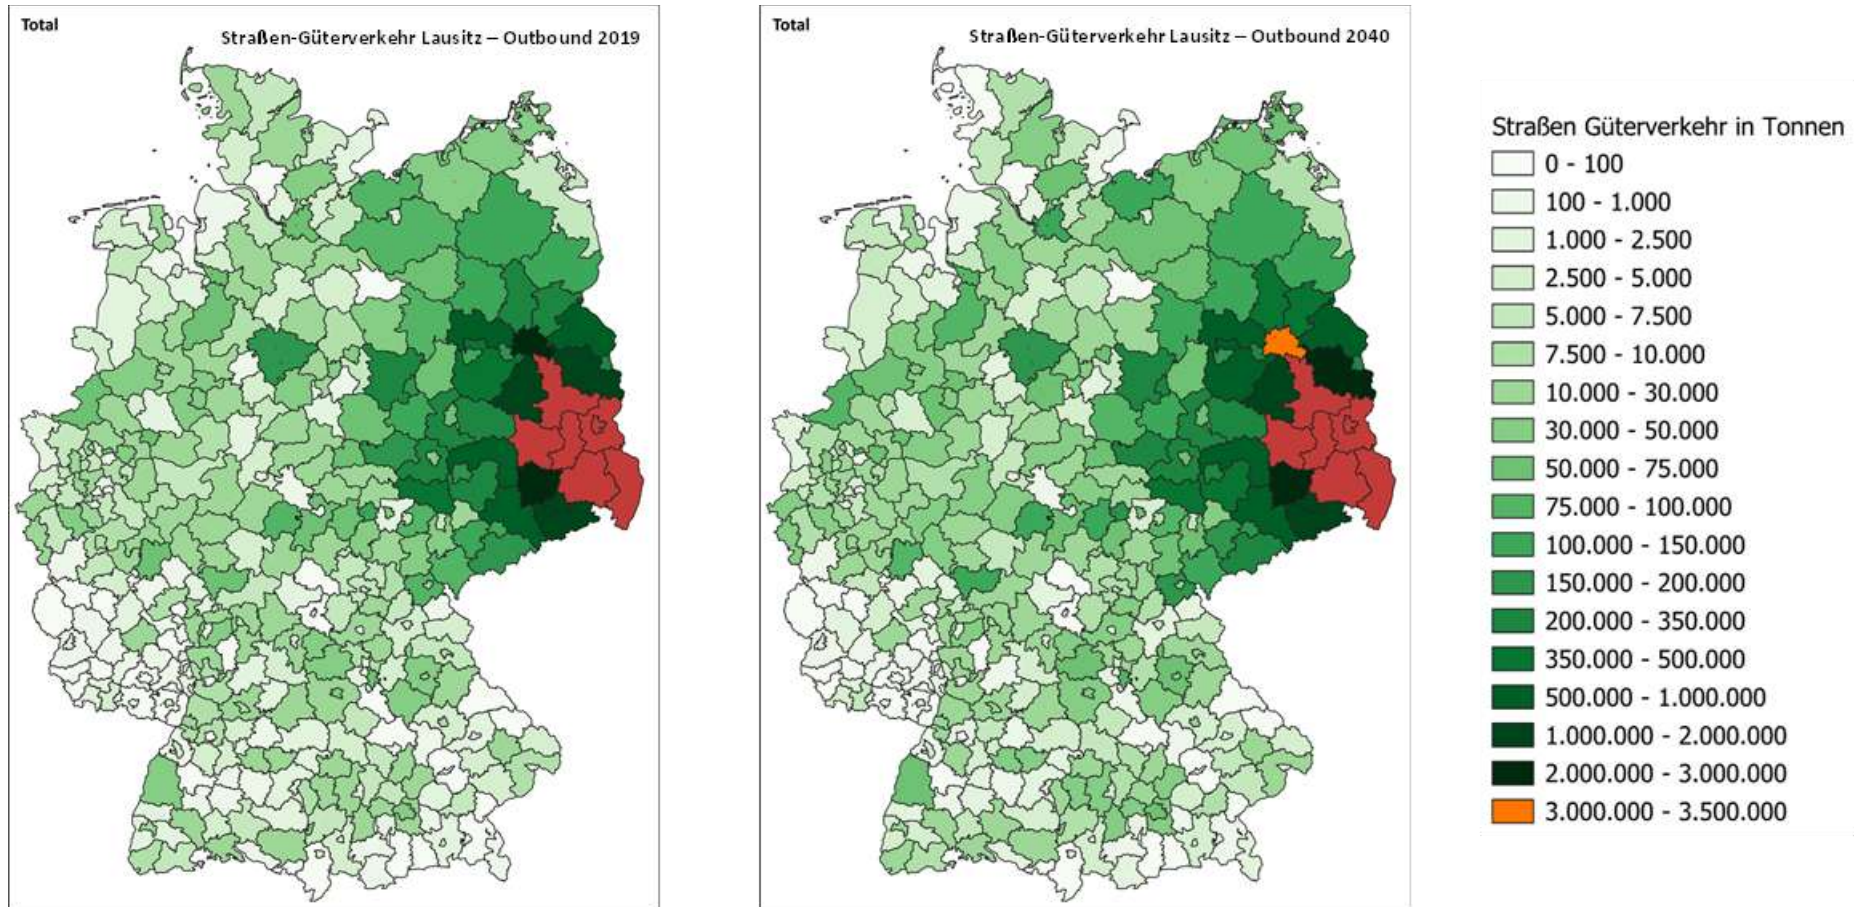 Total
Straßen-Güterverkehr Lausitz – Outbound 2019
Total
Straßen-Güterverkehr Lausitz – Outbound 2040
Straßen Güterverkehr in Tonnen
0 - 100
100 - 1.000
1.000 - 2.500
2.500 - 5.000
5.000 - 7.500
7.500 - 10.000
10.000 - 30.000
30.000 - 50.000
50.000 - 75.000
75.000 - 100.000
100.000 - 150.000
150.000 - 200.000
200.000 - 350.000
350.000 - 500.000
500.000 - 1.000.000
1.000.000 - 2.000.000
2.000.000 - 3.000.000
3.000.000 - 3.500.000